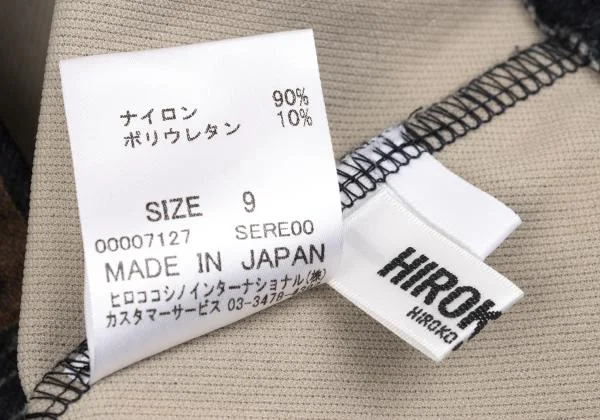 ナイロン 90%
ポリウレタン 10%
SIZE 9
00007127 SERE00
MADE IN JAPAN
ヒロココシノインターナショナル(株)
カスタマーサービス 03-3478-
HIROK
HIROKO